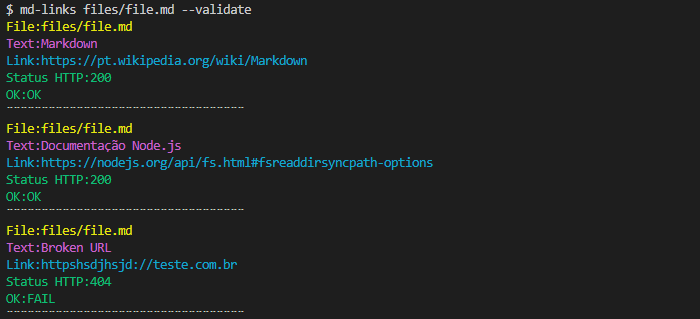 $ md-links files/file.md --validate
File:files/file.md
Text:Markdown
Link:https://pt.wikipedia.org/wiki/Markdown
Status HTTP:200
OK:OK
-----------------------------------
File:files/file.md
Text:Documentação Node.js
Link:https://nodejs.org/api/fs.html#fsreaddirsyncpath-options
Status HTTP:200
OK:OK
-----------------------------------
File:files/file.md
Text:Broken URL
Link:httpshsdjhsjd://teste.com.br
Status HTTP:404
OK:FAIL
-----------------------------------